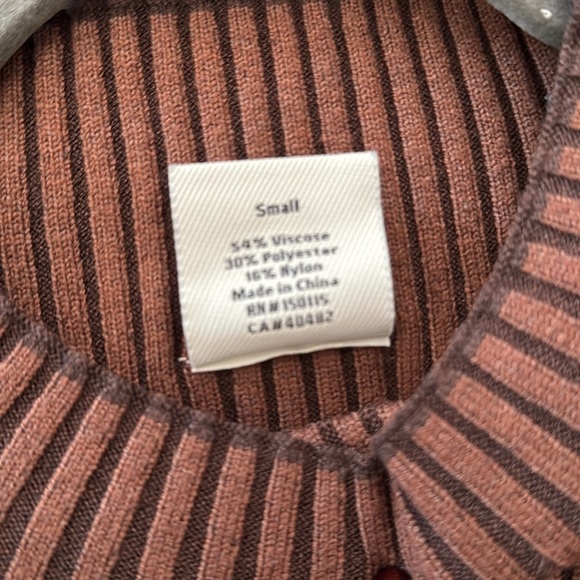 Small
54% Viscose
30% Polyester
16% Nylon
Made in China
RN#150115
CA#40482